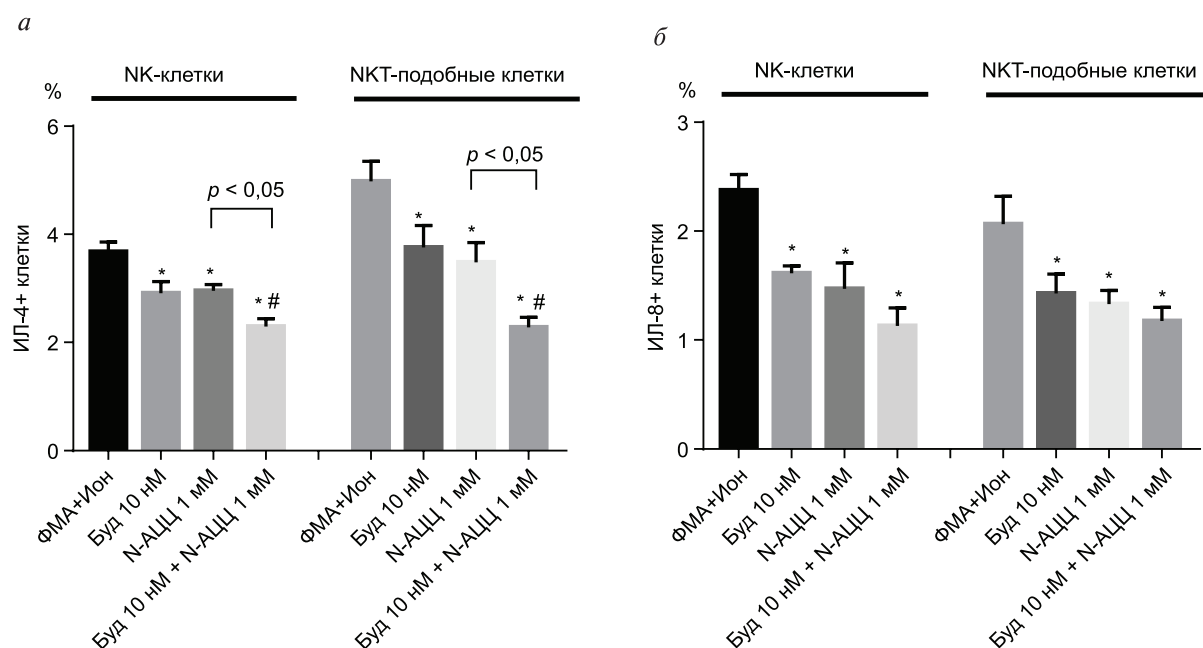 а
NK-клетки
NKT-подобные клетки
%
6
4
2
0
ИЛ-4+ клетки
p < 0,05
p < 0,05
*
*
* #
*
*
* #
ФМА+Ион
Буд 10 нМ
N-АЦЦ 1 мМ
Буд 10 нМ + N-АЦЦ 1 мМ
ФМА+Ион
Буд 10 нМ
N-АЦЦ 1 мМ
Буд 10 нМ + N-АЦЦ 1 мМ
б
NK-клетки
NKT-подобные клетки
%
3
2
1
0
ИЛ-8+ клетки
*
*
*
*
*
*
ФМА+Ион
Буд 10 нМ
N-АЦЦ 1 мМ
Буд 10 нМ + N-АЦЦ 1 мМ
ФМА+Ион
Буд 10 нМ
N-АЦЦ 1 мМ
Буд 10 нМ + N-АЦЦ 1 мМ